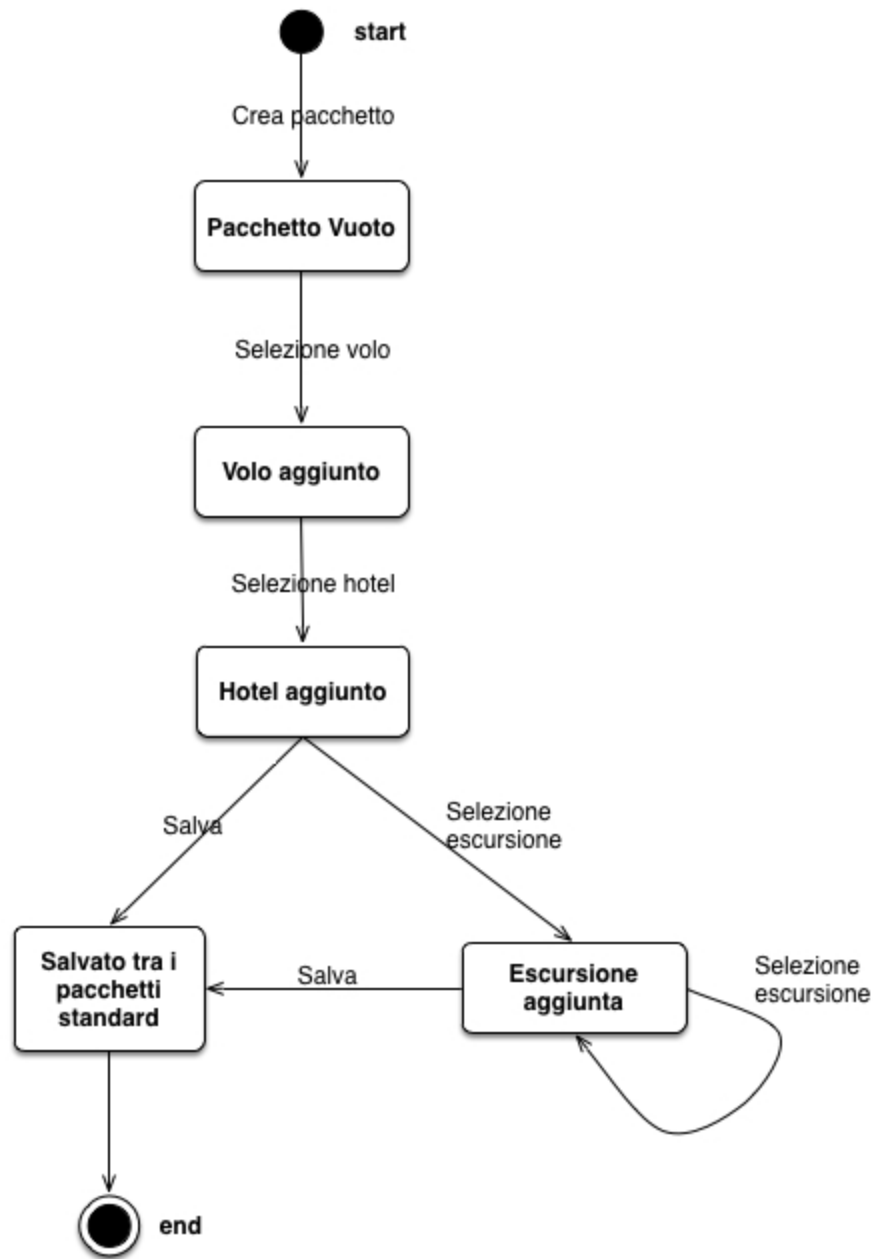 start
Crea pacchetto
Pacchetto Vuoto
Selezione volo
Volo aggiunto
Selezione hotel
Hotel aggiunto
Salva
Selezione
escursione
Salvato tra i
pacchetti
standard
Salva
Escursione
aggiunta
Selezione
escursione
end